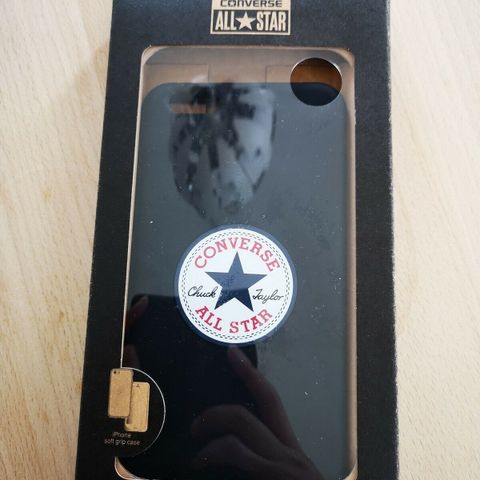 CONVERSE
ALL★STAR
CONVERSE
Chuck Taylor
ALL STAR
iPhone
soft grip case